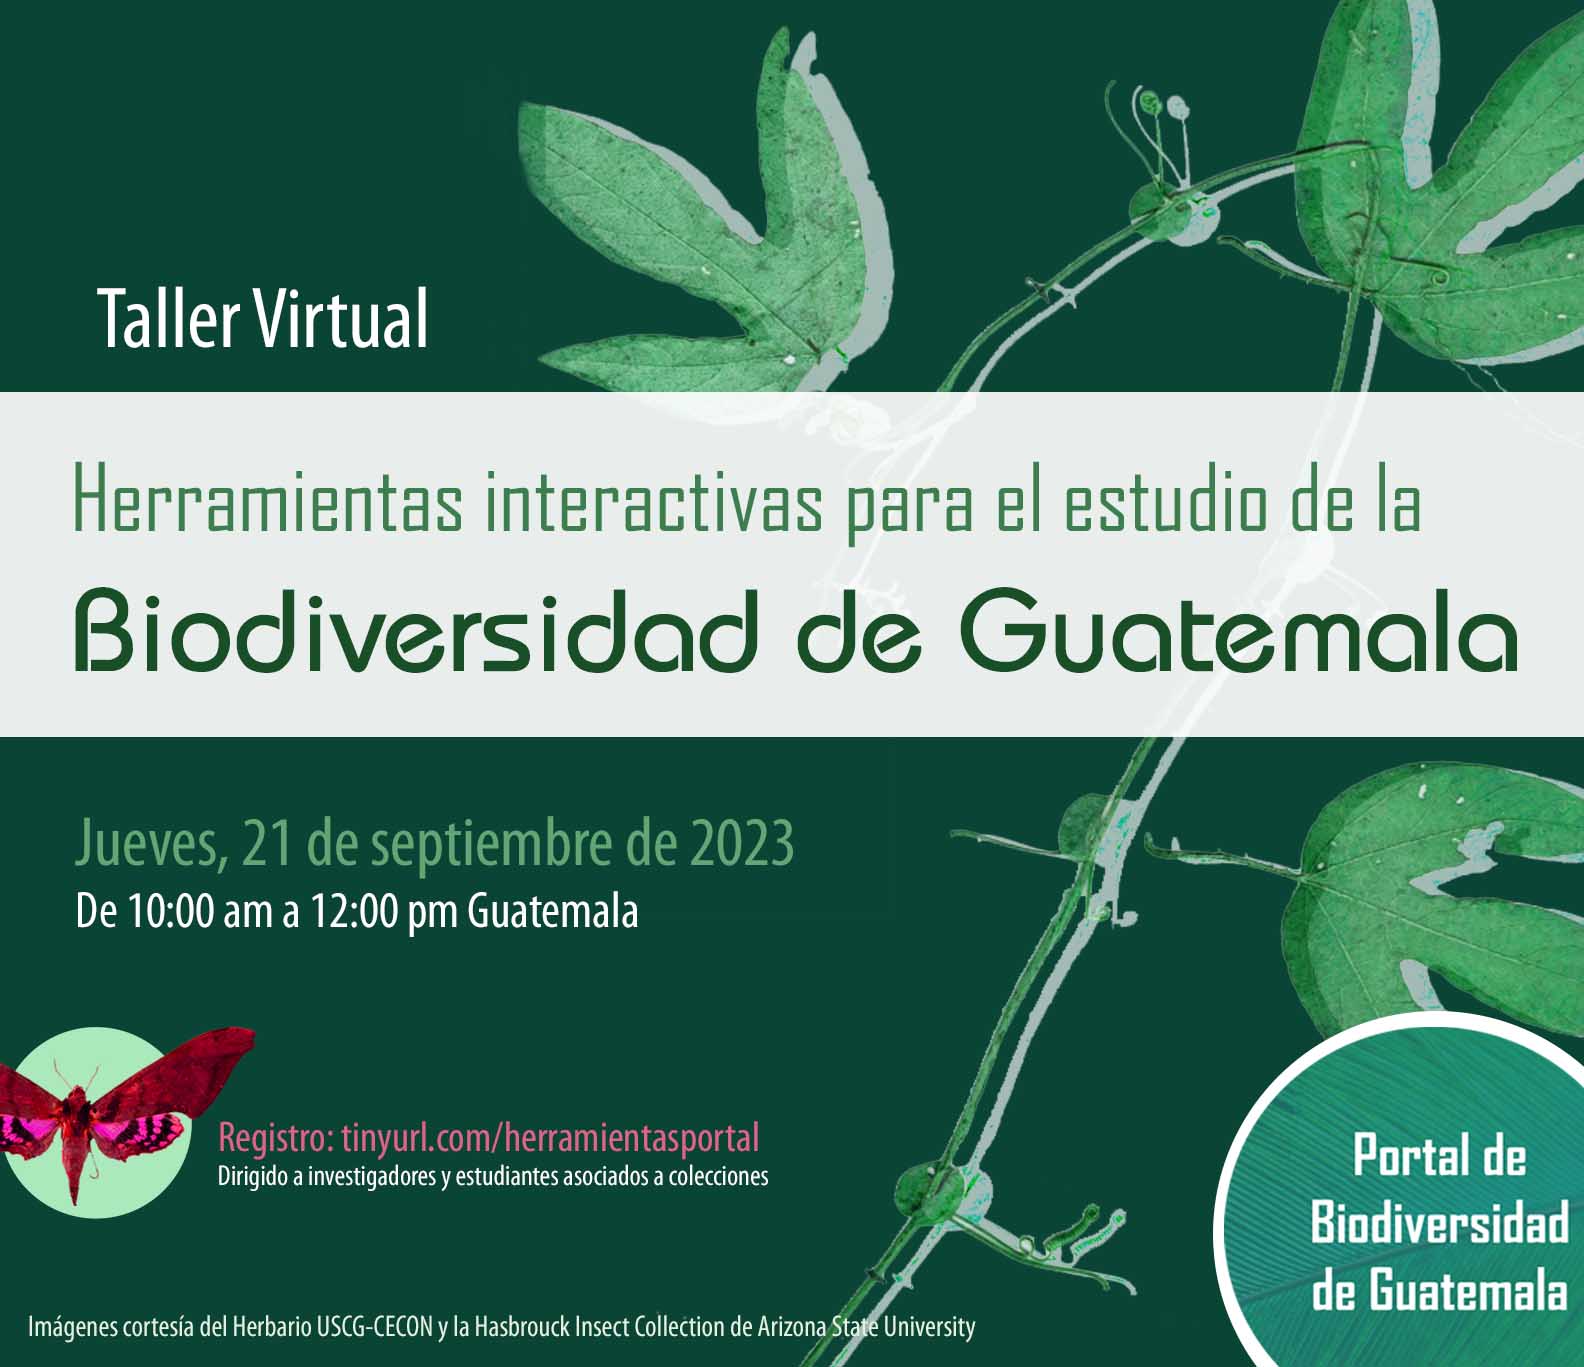 Taller Virtual
Herramientas interactivas para el estudio de la
Biodiversidad de Guatemala
Jueves, 21 de septiembre de 2023
De 10:00 am a 12:00 pm Guatemala
Registro: tinyurl.com/herramientasportal
Dirigido a investigadores y estudiantes asociados a colecciones
Portal de
Biodiversidad
de Guatemala
Imágenes cortesía del Herbario USCG-CECON y la Hasbrouck Insect Collection de Arizona State University